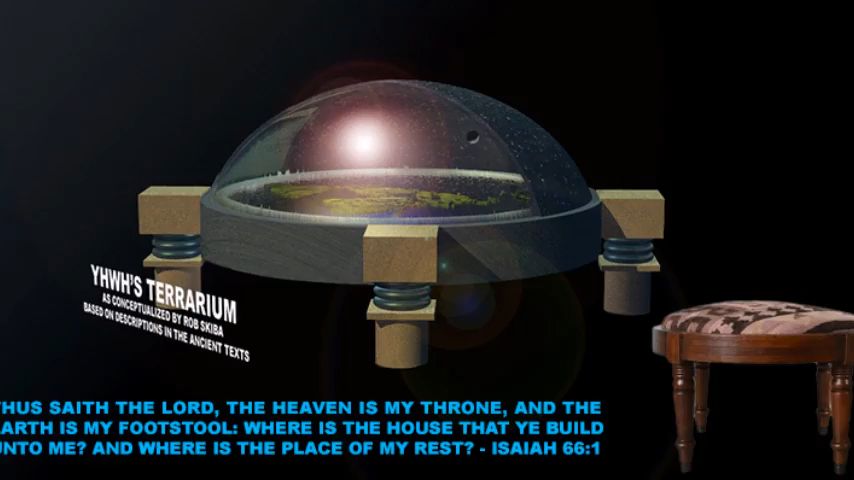 YHWH'S TERRARIUM
AS CONCEPTUALIZED BY ROB SKIBA
BASED ON DESCRIPTIONS IN THE ANCIENT TEXTS
THUS SAITH THE LORD, THE HEAVEN IS MY THRONE, AND THE
EARTH IS MY FOOTSTOOL: WHERE IS THE HOUSE THAT YE BUILD
UNTO ME? AND WHERE IS THE PLACE OF MY REST? - ISAIAH 66:1